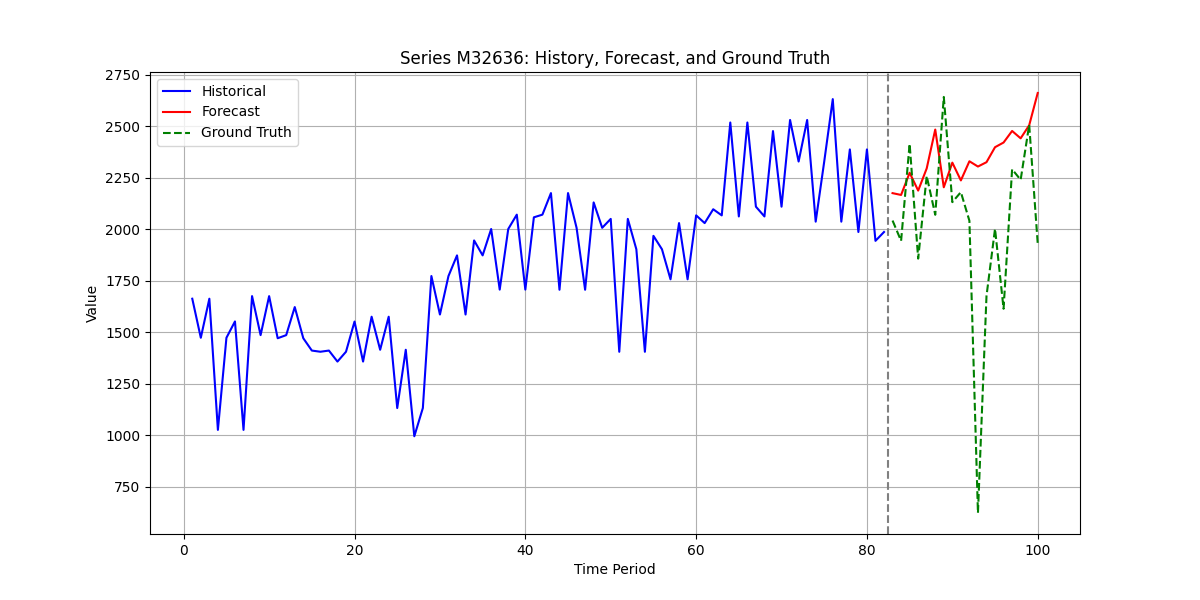 Series M32636: History, Forecast, and Ground Truth
2750
2500
2250
2000
1750
1500
1250
1000
750
Value
Historical
Forecast
Ground Truth
0
20
40
60
80
100
Time Period